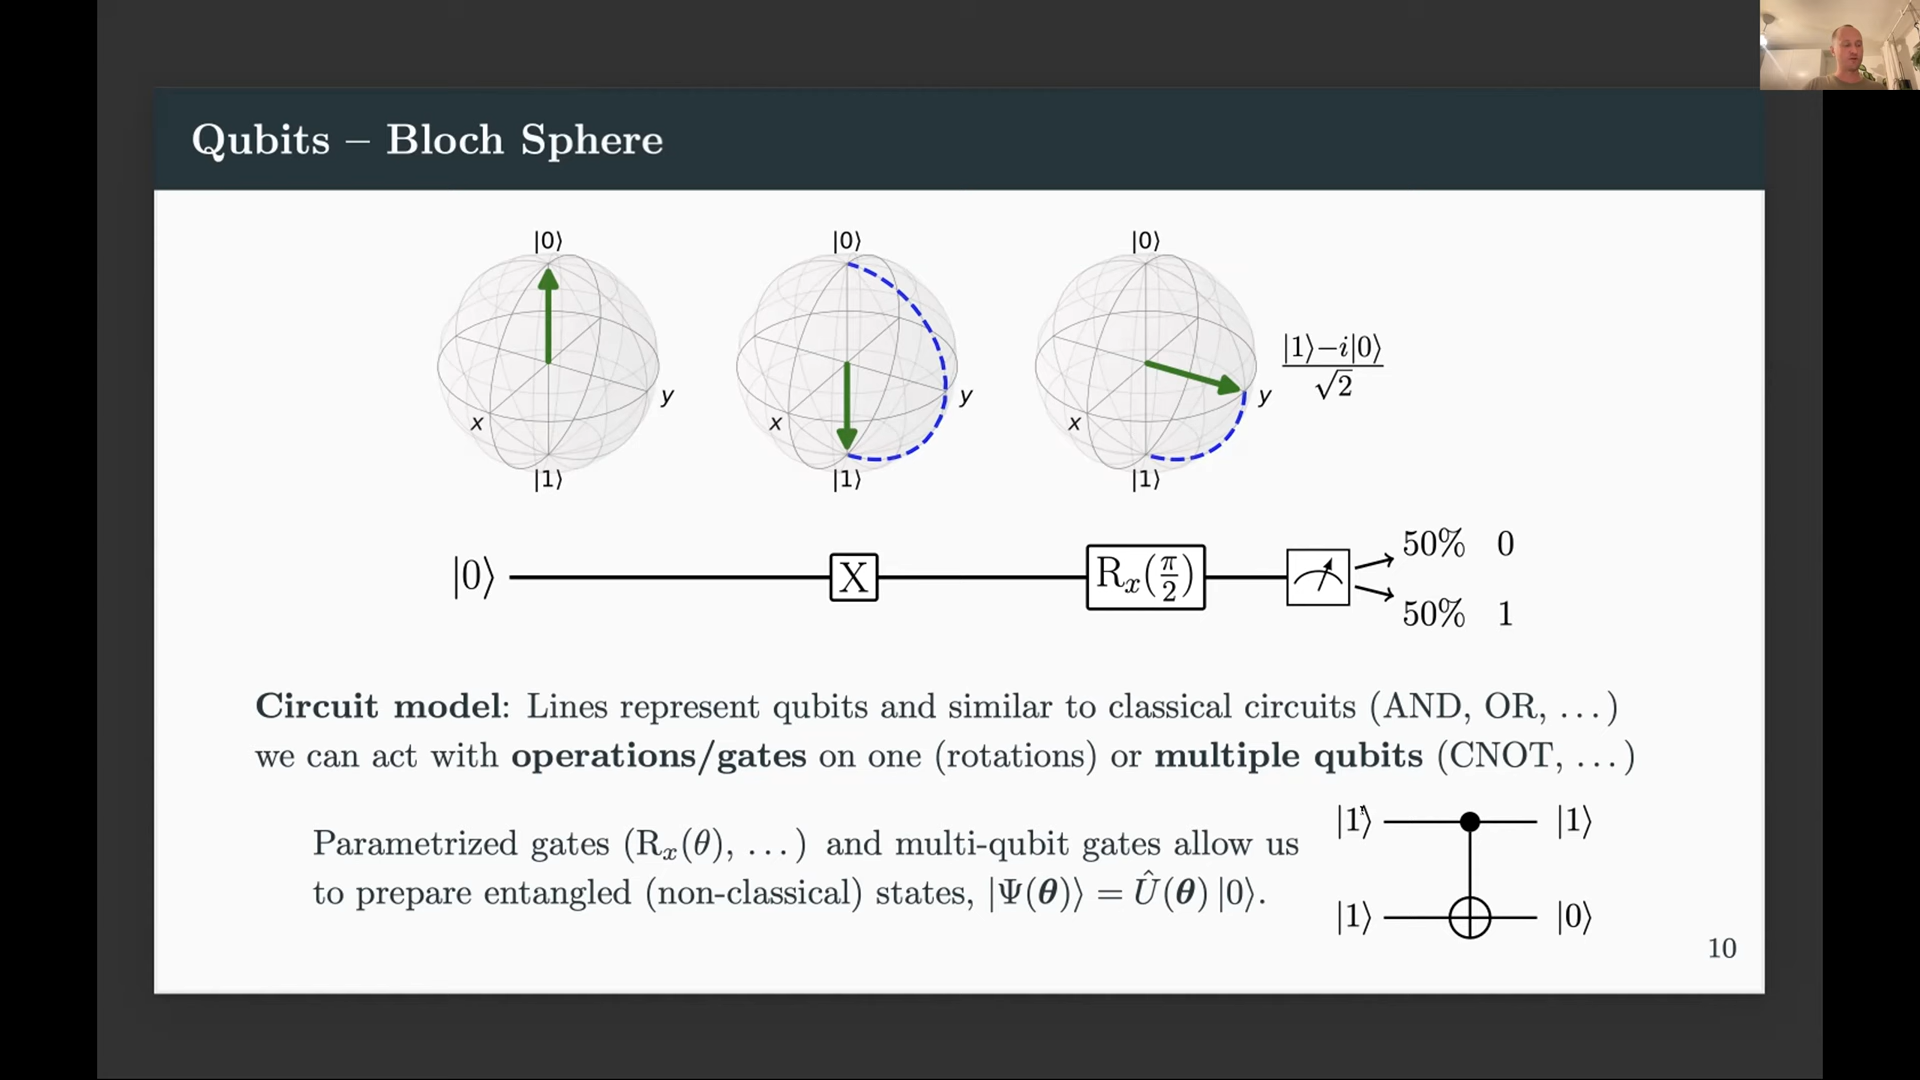 Qubits – Bloch Sphere
|0⟩ |0⟩ |0⟩
|1⟩−i|0⟩
√2
y y y
x x x
|1⟩ |1⟩ |1⟩
50% 0
|0⟩ X Rₓ(π/2)
50% 1
Circuit model: Lines represent qubits and similar to classical circuits (AND, OR, ...)
we can act with operations/gates on one (rotations) or multiple qubits (CNOT, ...)
|1⟩ |1⟩
Parametrized gates (Rₓ(θ), ...) and multi-qubit gates allow us
to prepare entangled (non-classical) states, |Ψ(θ)⟩ = Û(θ) |0⟩.
|1⟩ |0⟩
10